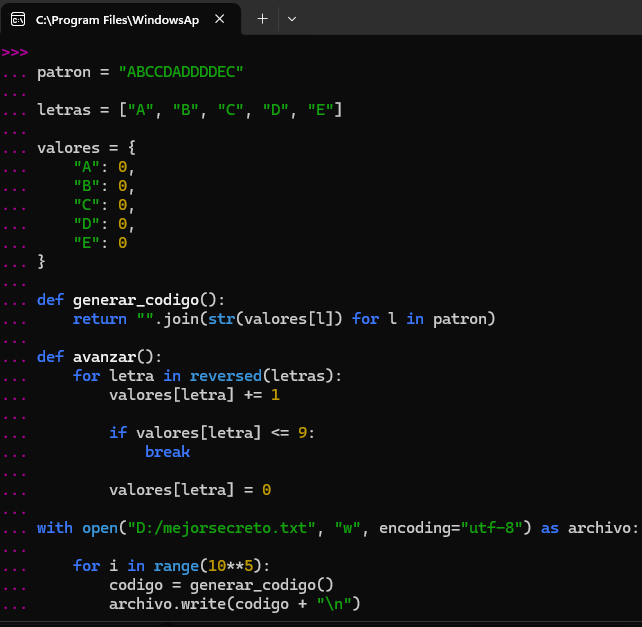 C:\Program Files\WindowsAp
>>>
... patron = "ABCCDADDDDEC"
...
... letras = ["A", "B", "C", "D", "E"]
...
... valores = {
...     "A": 0,
...     "B": 0,
...     "C": 0,
...     "D": 0,
...     "E": 0
... }
...
... def generar_codigo():
...     return "".join(str(valores[l]) for l in patron)
...
... def avanzar():
...     for letra in reversed(letras):
...         valores[letra] += 1
...
...         if valores[letra] <= 9:
...             break
...
...         valores[letra] = 0
...
... with open("D:/mejorsecreto.txt", "w", encoding="utf-8") as archivo:
...
...     for i in range(10**5):
...         codigo = generar_codigo()
...         archivo.write(codigo + "\n")